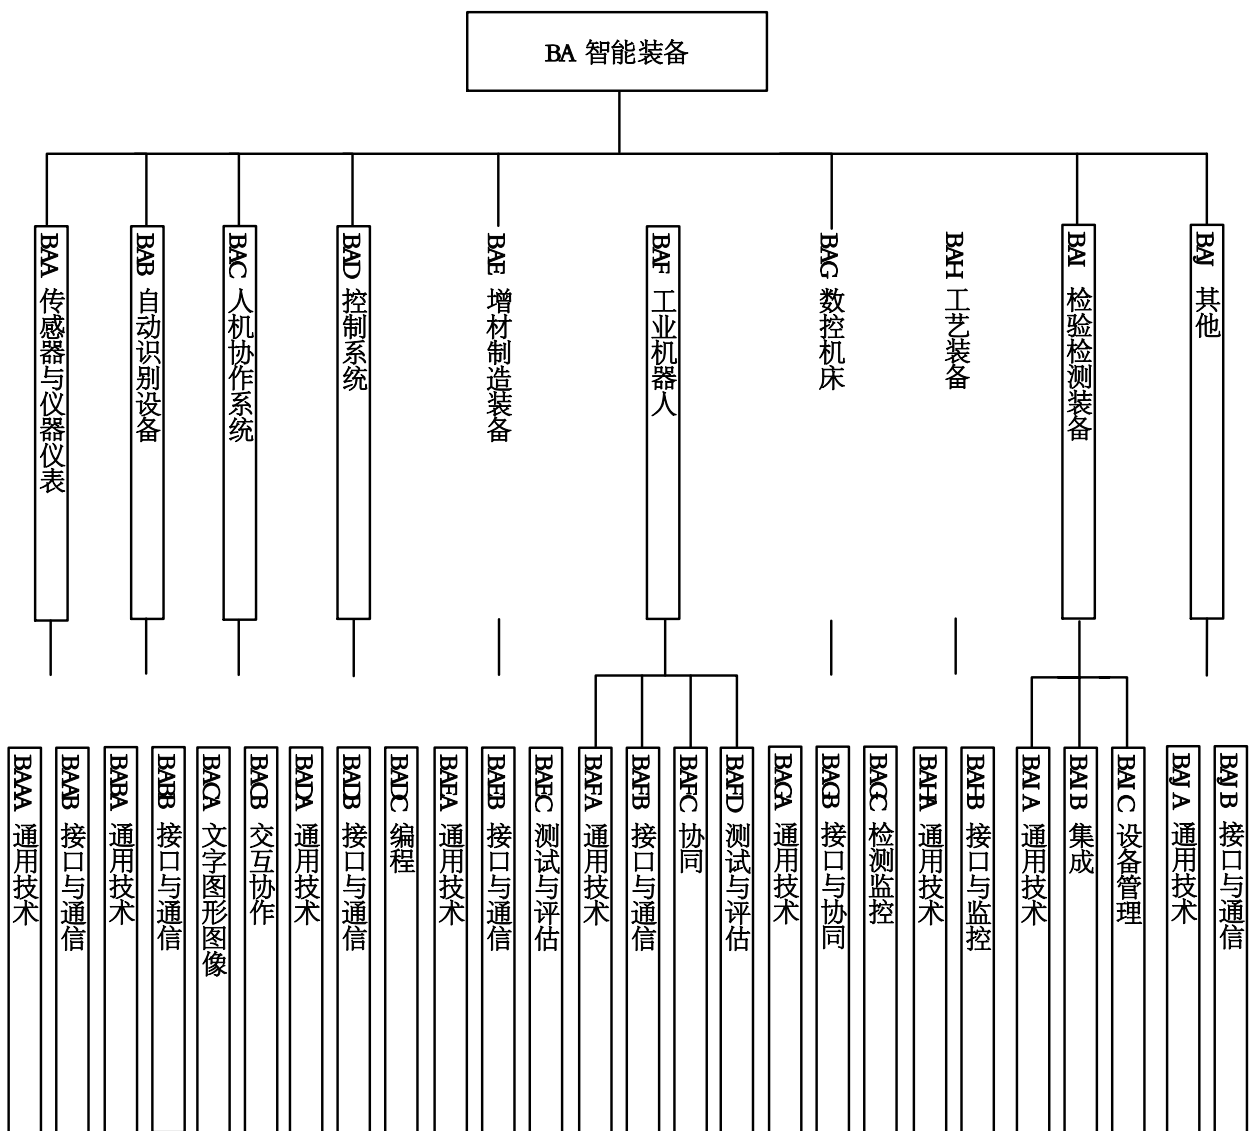 BA 智能装备
BAA 传感器与仪器仪表
BAB 自动识别设备
BAC 人机协作系统
BAD 控制系统
BAE 增材制造装备
BAF 工业机器人
BAG 数控机床
BAH 工艺装备
BAI 检验检测装备
BAJ 其他
BAAA 通用技术
BAAB 接口与通信
BABA 通用技术
BABB 接口与通信
BACA 文字图形图像
BACB 交互协作
BADA 通用技术
BADB 接口与通信
BADC 编程
BAEA 通用技术
BAEB 接口与通信
BAEC 测试与评估
BAFA 通用技术
BAFB 接口与通信
BAFC 协同
BAFD 测试与评估
BAGA 通用技术
BAGB 接口与协同
BAGC 检测监控
BAHA 通用技术
BAHB 接口与监控
BAIA 通用技术
BAIB 集成
BAIC 设备管理
BAJA 通用技术
BAJB 接口与通信